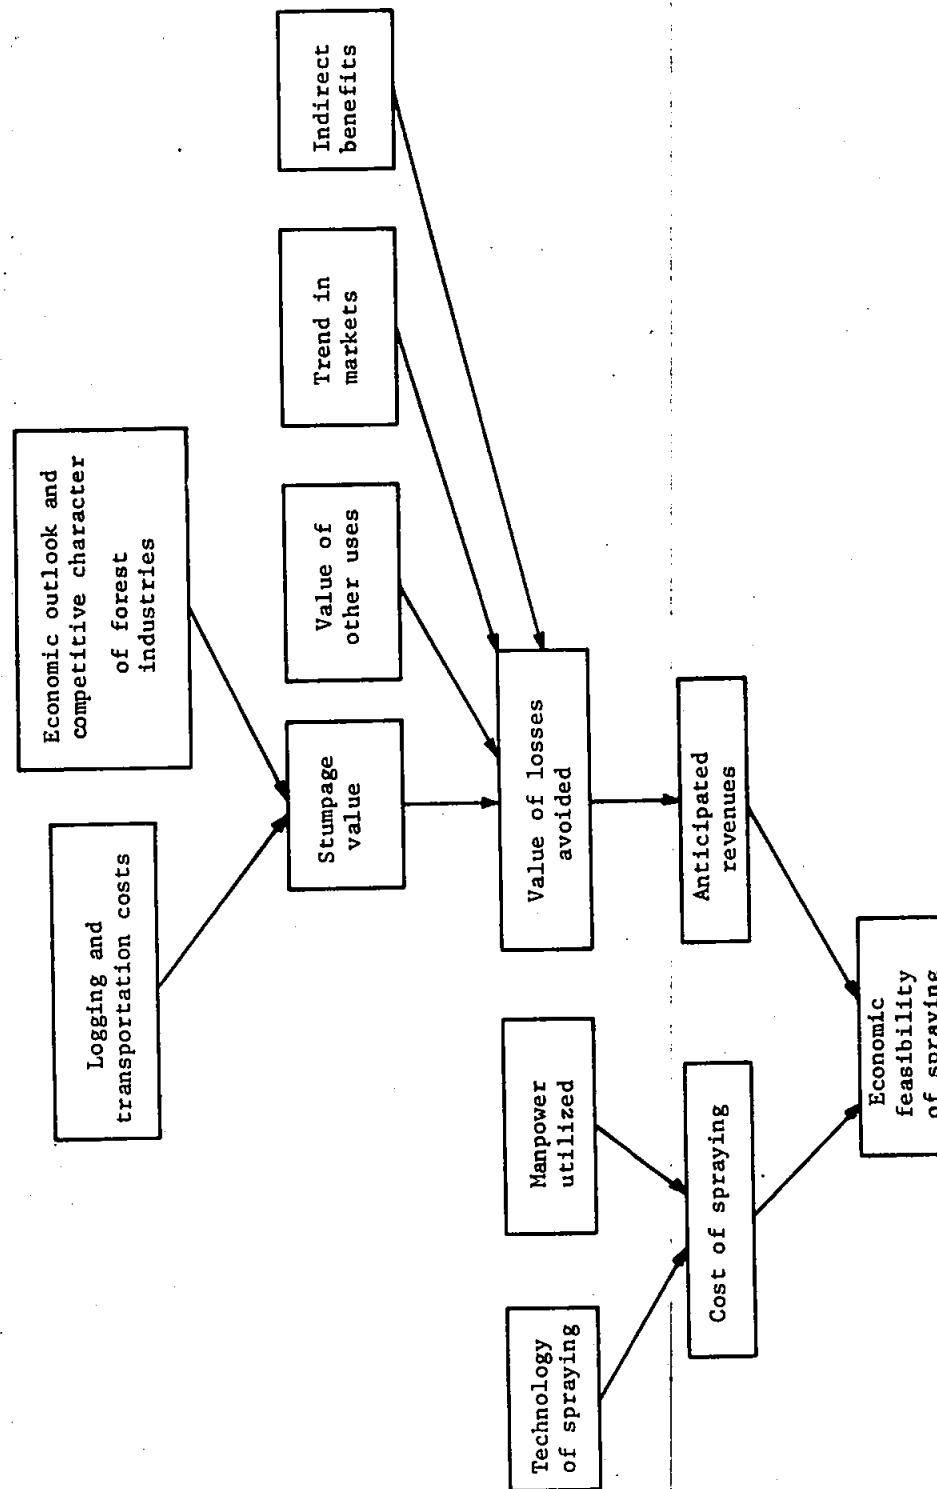 Logging and
transportation costs
Economic outlook and
competitive character
of forest
industries
Stumpage
value
Value of
other uses
Trend in
markets
Indirect
benefits
Technology
of spraying
Manpower
utilized
Value of losses
avoided
Cost of spraying
Anticipated
revenues
Economic
feasibility
of spraying